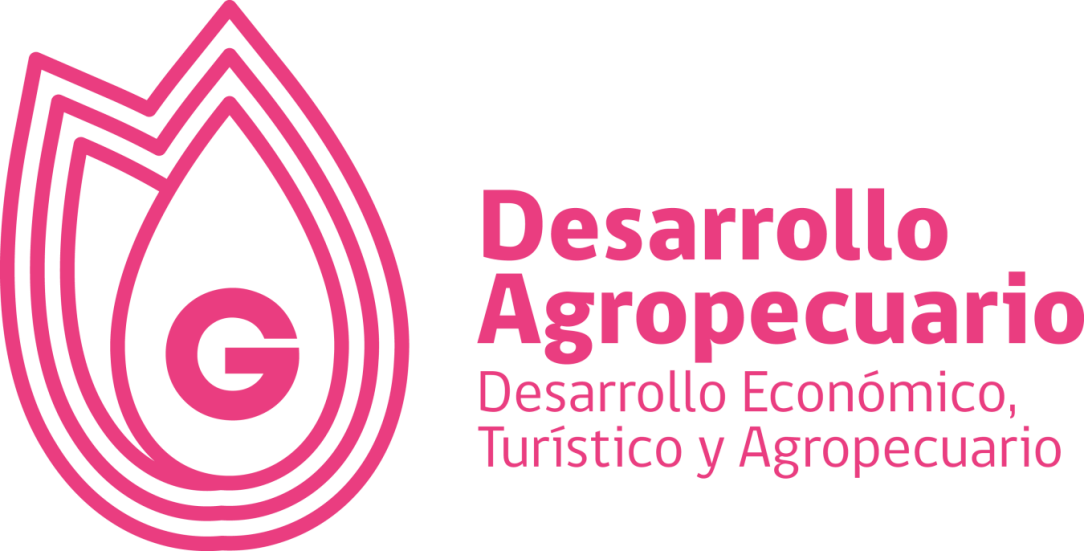 G
Desarrollo
Agropecuario
Desarrollo Económico,
Turístico y Agropecuario